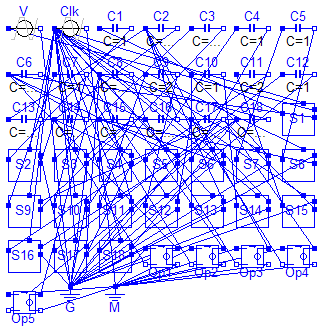 V Clk C1 C2 C3 C4 C5
C=1 C=... C=... C=1 C=1
C6 C7 C8 C9 C10 C11 C12
C=... C=1 C=1 C=1
C13 C14 C15 C16 C17 C18 S1
C=...
S2 S3 S4 S5 S6 S7 S8
S9 S10 S11 S12 S13 S14 S15
S16 S17 S18 Op1 Op2 Op3 Op4
Op5 G M